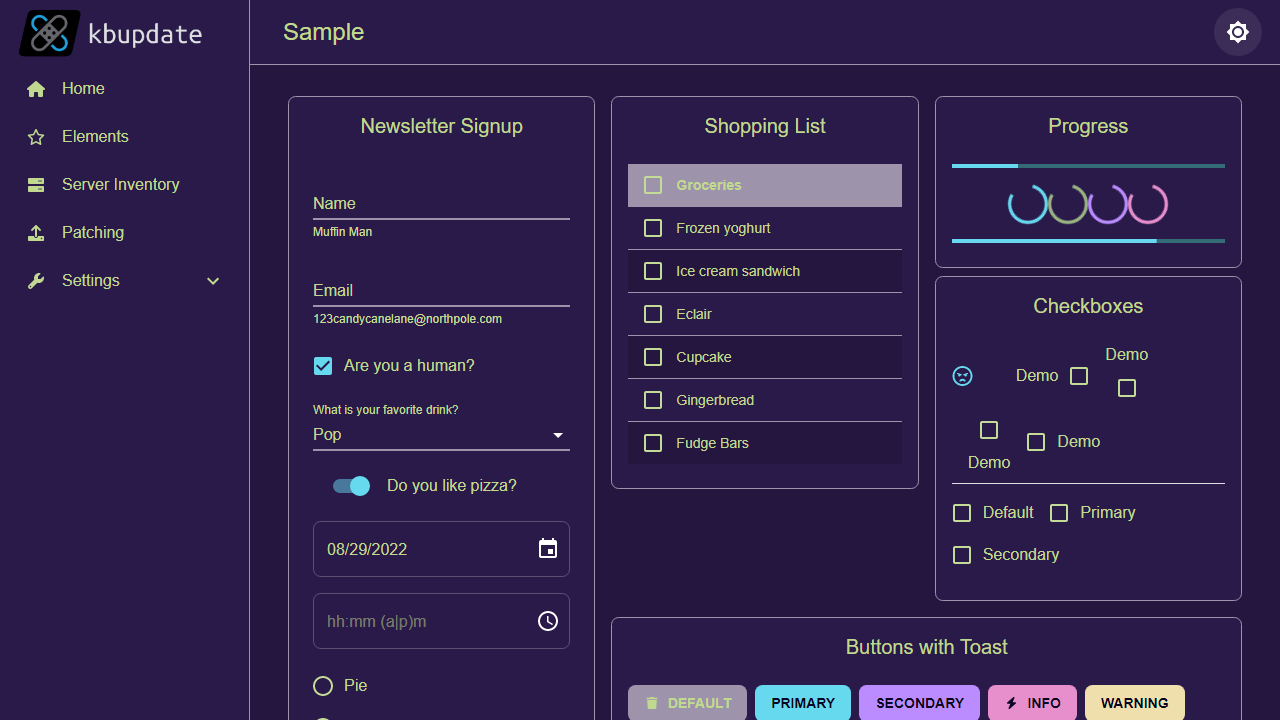 kbupdate
Home
Elements
Server Inventory
Patching
Settings
Sample
Newsletter Signup
Name
Muffin Man
Email
123candycanelane@northpole.com
Are you a human?
What is your favorite drink?
Pop
Do you like pizza?
08/29/2022
hh:mm (a|p)m
Pie
Shopping List
Groceries
Frozen yoghurt
Ice cream sandwich
Eclair
Cupcake
Gingerbread
Fudge Bars
Progress
Checkboxes
Demo
Demo
Demo
Demo
Default
Primary
Secondary
Buttons with Toast
DEFAULT
PRIMARY
SECONDARY
INFO
WARNING